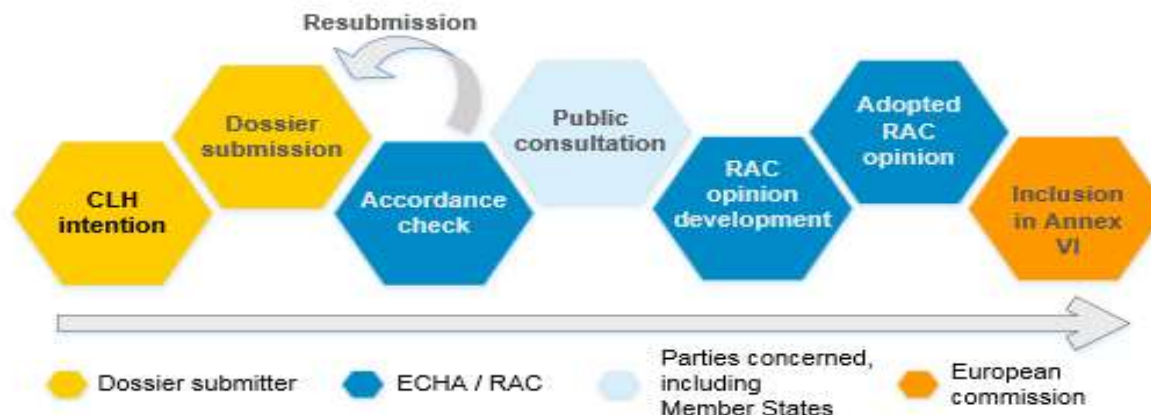 Resubmission
CLH
intention
Dossier
submission
Accordance
check
Public
consultation
RAC
opinion
development
Adopted
RAC
opinion
Inclusion
in Annex
VI
Dossier submitter
ECHA / RAC
Parties concerned,
including
Member States
European
commission